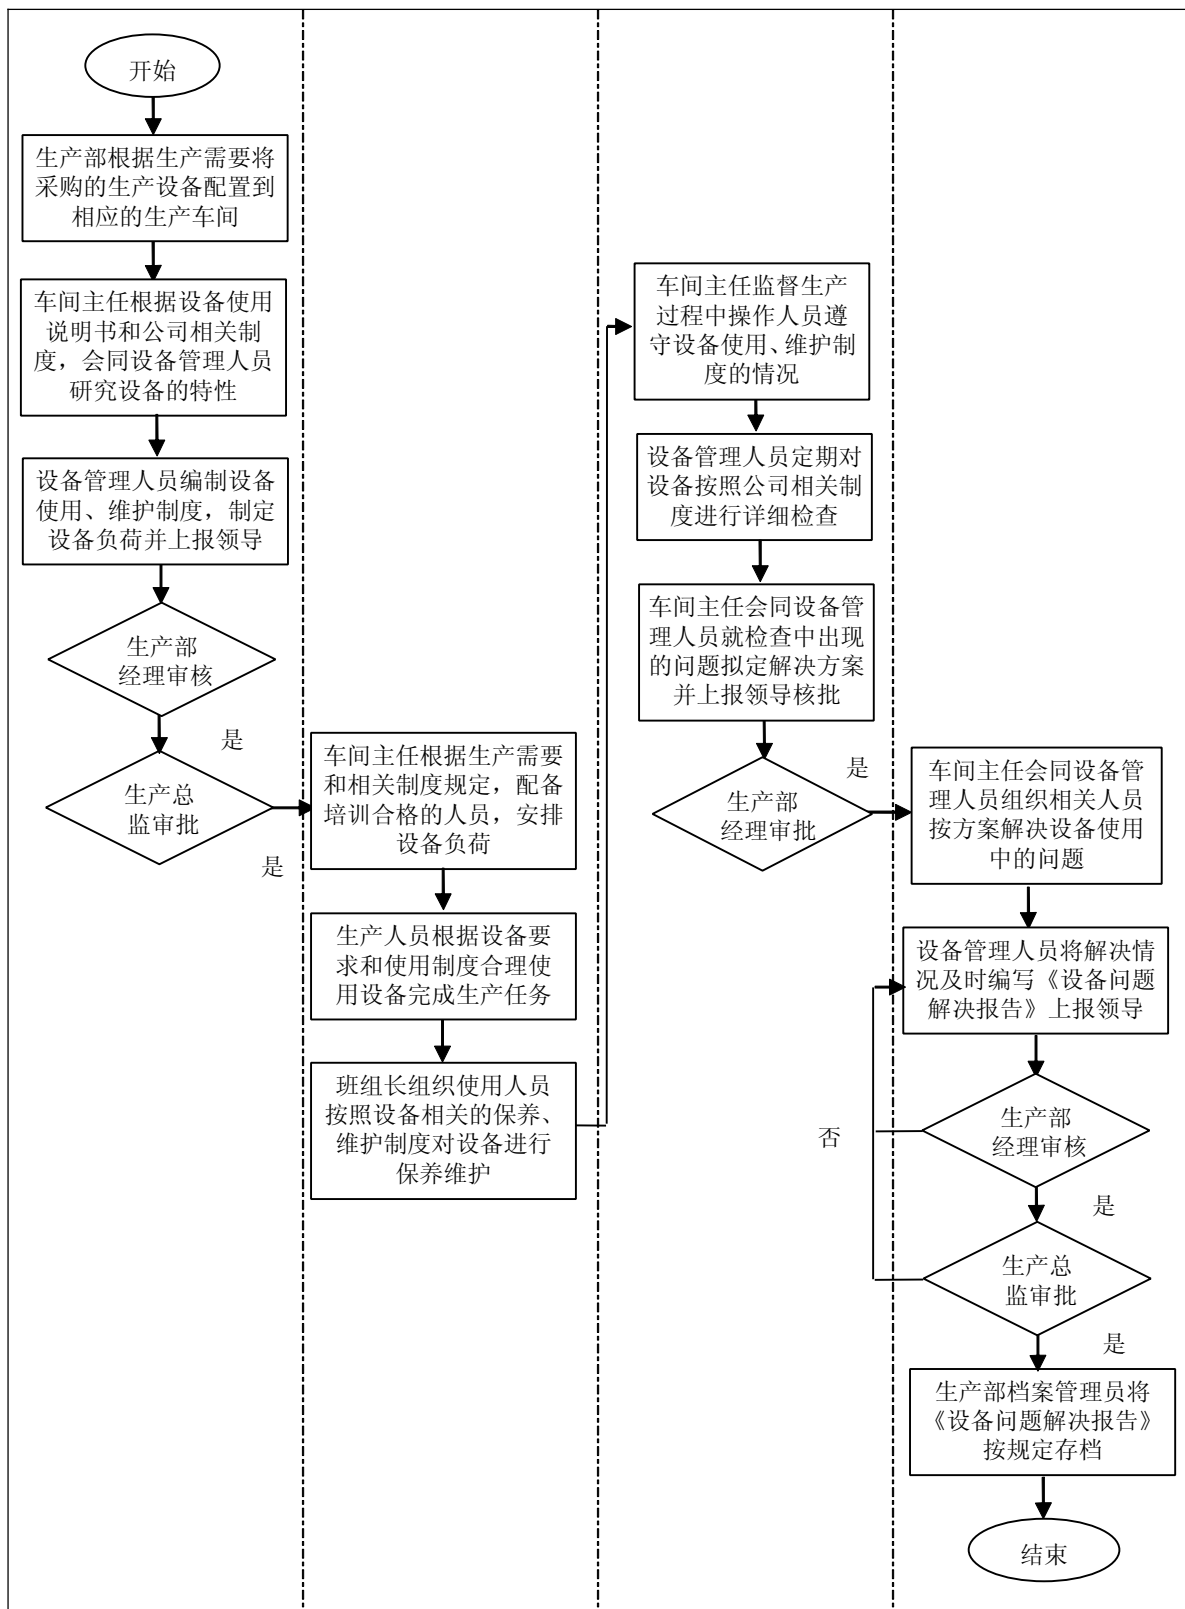 开始
生产部根据生产需要将
采购的生产设备配置到
相应的生产车间
车间主任根据设备使用
说明书和公司相关制
度，会同设备管理人员
研究设备的特性
设备管理人员编制设备
使用、维护制度，制定
设备负荷并上报领导
生产部
经理审核
是
生产总
监审批
是
车间主任根据生产需要
和相关制度规定，配备
培训合格的人员，安排
设备负荷
生产人员根据设备要
求和使用制度合理使
用设备完成生产任务
班组长组织使用人员
按照设备相关的保养、
维护制度对设备进行
保养维护
车间主任监督生产
过程中操作人员遵
守设备使用、维护制
度的情况
设备管理人员定期对
设备按照公司相关制
度进行详细检查
车间主任会同设备管
理人员就检查中出现
的问题拟定解决方案
并上报领导核批
生产部
经理审批
是
车间主任会同设备管
理人员组织相关人员
按方案解决设备使用
中的问题
设备管理人员将解决情
况及时编写《设备问题
解决报告》上报领导
生产部
经理审核
否
是
生产总
监审批
是
生产部档案管理员将
《设备问题解决报告》
按规定存档
结束